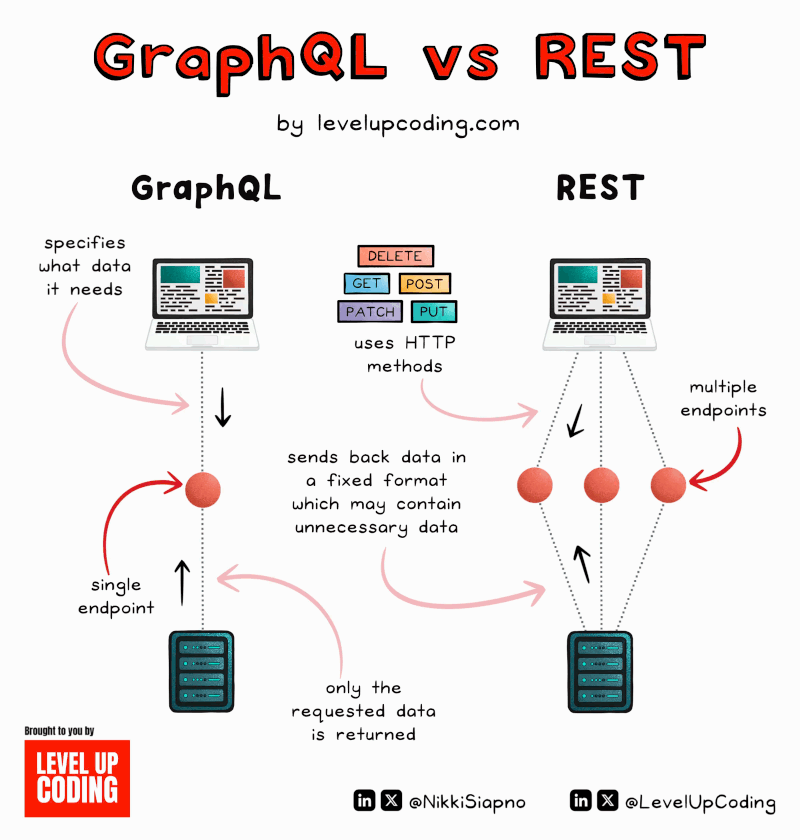 GraphQL vs REST
by levelupcoding.com
GraphQL
REST
specifies
what data
it needs
DELETE
GET
POST
PATCH
PUT
uses HTTP
methods
multiple
endpoints
sends back data in
a fixed format
which may contain
unnecessary data
single
endpoint
only the
requested data
is returned
Brought to you by
LEVEL UP
CODING
in X @NikkiSiapno
in X @LevelUpCoding